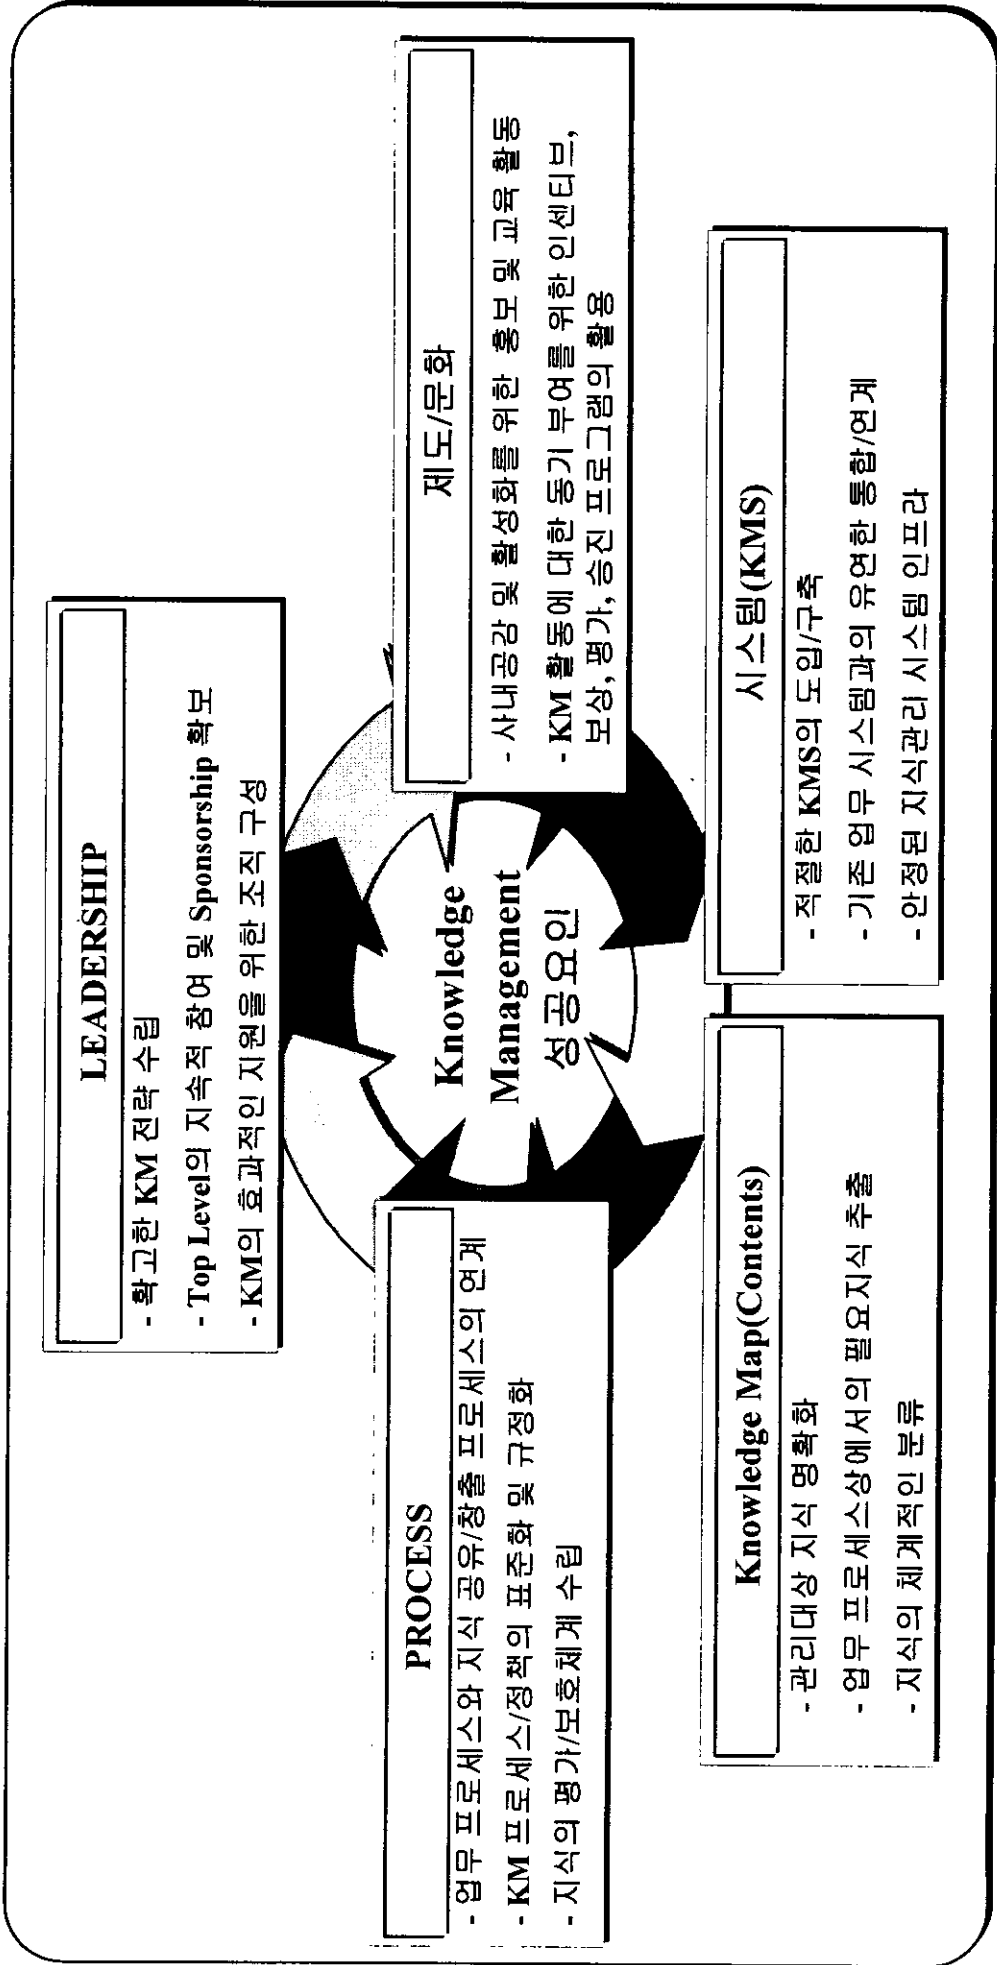 LEADERSHIP
- 확고한 KM 전략 수립
- Top Level의 지속적 참여 및 Sponsorship 확보
- KM의 효과적인 지원을 위한 조직 구성
PROCESS
- 업무 프로세스와 지식 공유/창출 프로세스의 연계
- KM 프로세스/정책의 표준화 및 규정화
- 지식의 평가/보호체계 수립
Knowledge
Management
성공요인
제도/문화
- 사내공감 및 활성화를 위한 홍보 및 교육 활동
- KM 활동에 대한 동기 부여를 위한 인센티브,
보상, 평가, 승진 프로그램의 활용
Knowledge Map(Contents)
- 관리대상 지식 명확화
- 업무 프로세스상에서의 필요지식 추출
- 지식의 체계적인 분류
시스템(KMS)
- 적절한 KMS의 도입/구축
- 기존 업무 시스템과의 유연한 통합/연계
- 안정된 지식관리 시스템 인프라